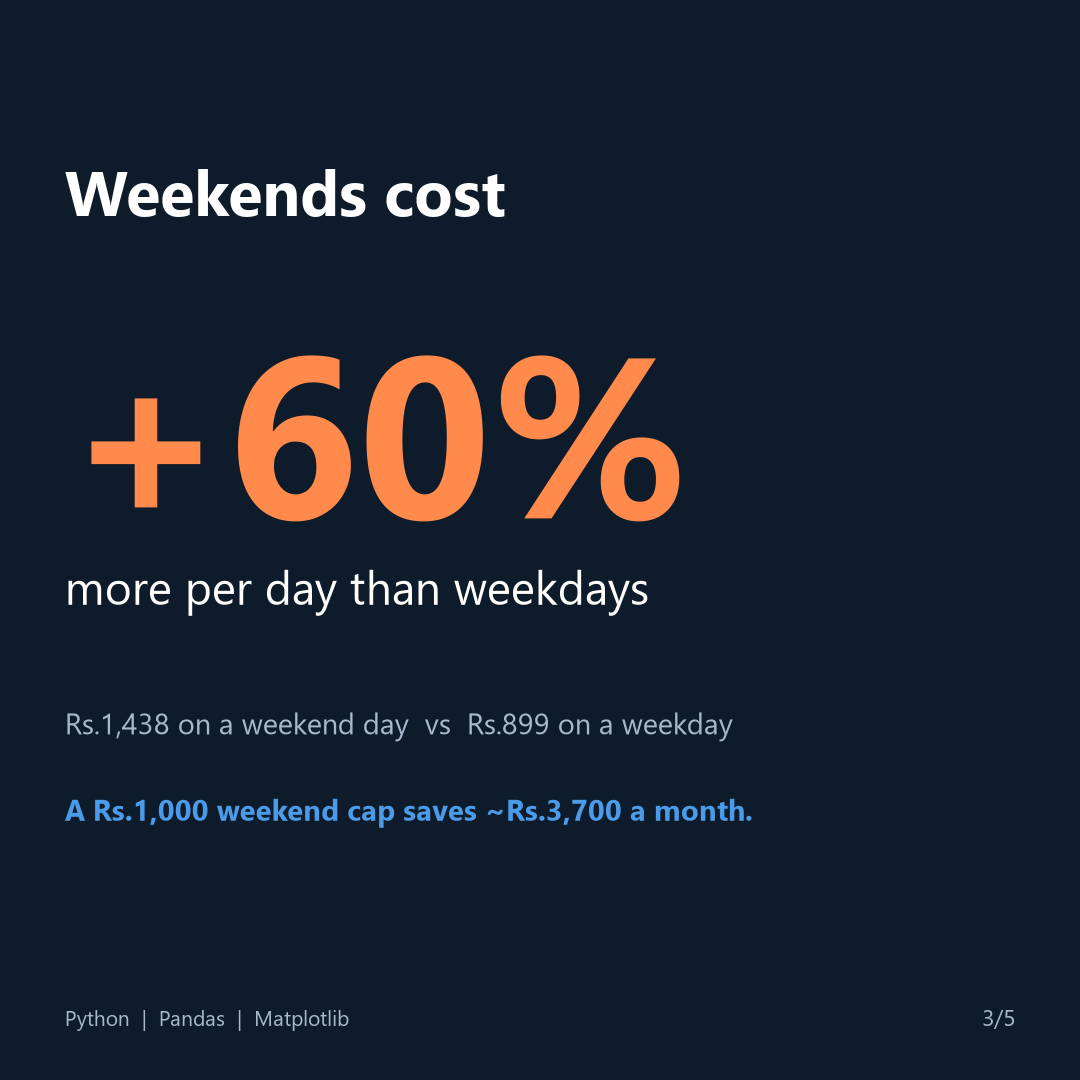 Weekends cost
+60%
more per day than weekdays
Rs.1,438 on a weekend day  vs  Rs.899 on a weekday
A Rs.1,000 weekend cap saves ~Rs.3,700 a month.
Python  |  Pandas  |  Matplotlib
3/5